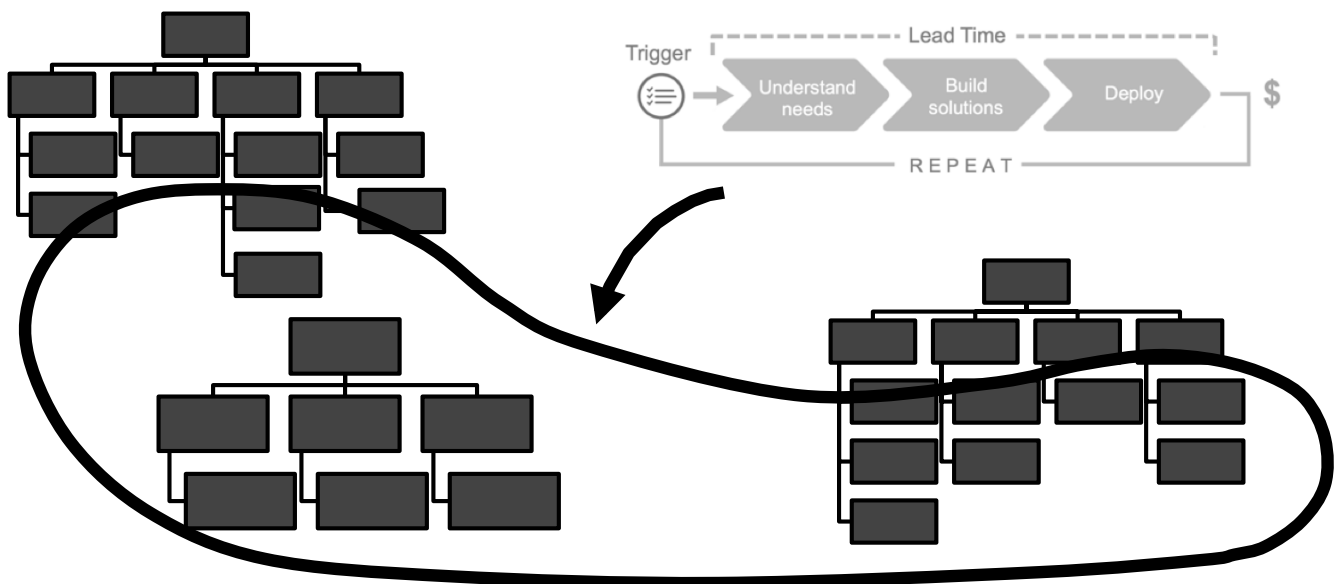 Lead Time
Trigger
Understand
needs
Build
solutions
Deploy
$
REPEAT